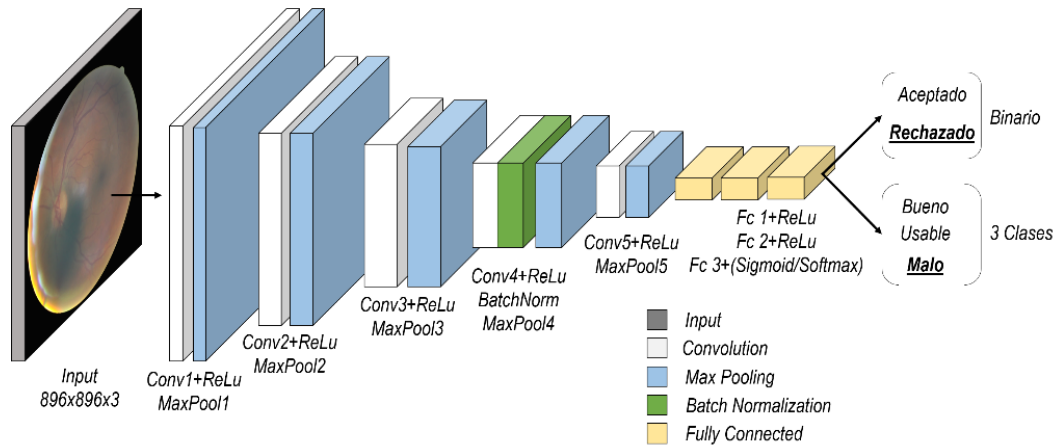 Input
896x896x3
Conv1+ReLu
MaxPool1
Conv2+ReLu
MaxPool2
Conv3+ReLu
MaxPool3
Conv4+ReLu
BatchNorm
MaxPool4
Conv5+ReLu
MaxPool5
Fc 1+ReLu
Fc 2+ReLu
Fc 3+(Sigmoid/Softmax)
Aceptado
Rechazado
Binario
Bueno
Usable
Malo
3 Clases
Input
Convolution
Max Pooling
Batch Normalization
Fully Connected